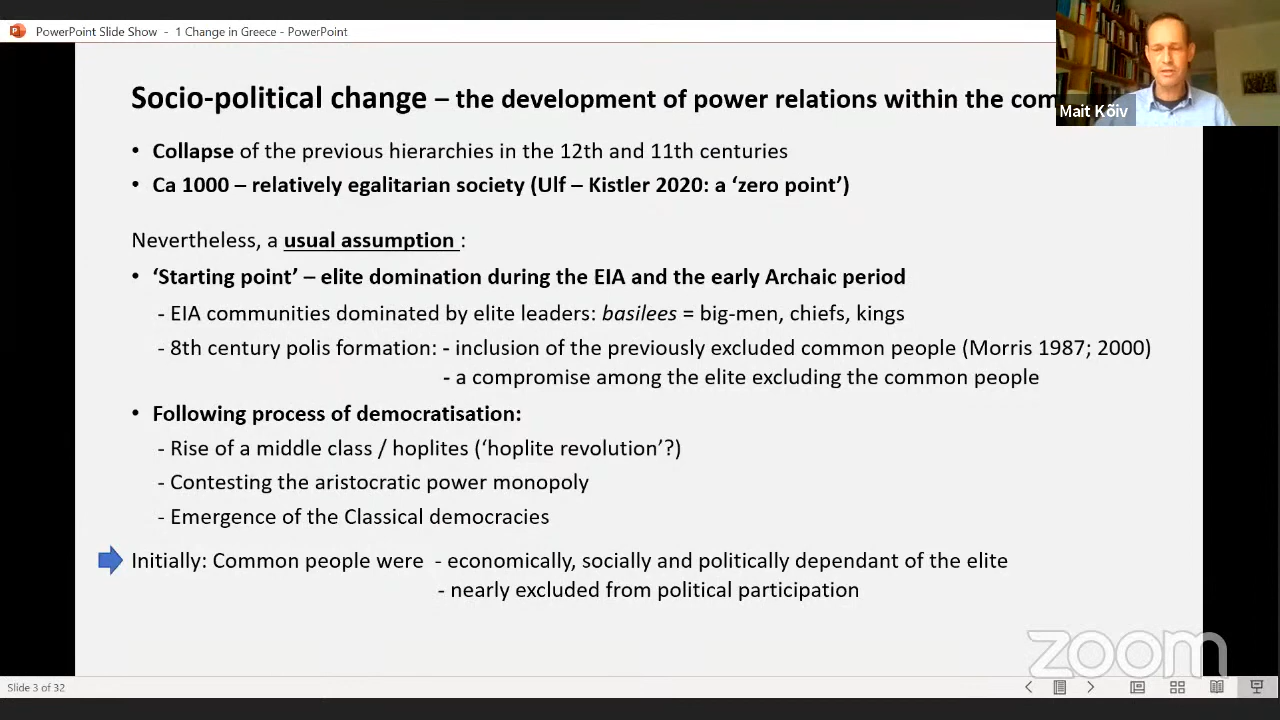 PowerPoint Slide Show - 1 Change in Greece - PowerPoint
Socio-political change – the development of power relations within the com
Mait Kõiv
• Collapse of the previous hierarchies in the 12th and 11th centuries
• Ca 1000 – relatively egalitarian society (Ulf – Kistler 2020: a ‘zero point’)
Nevertheless, a usual assumption :
• ‘Starting point’ – elite domination during the EIA and the early Archaic period
- EIA communities dominated by elite leaders: basilees = big-men, chiefs, kings
- 8th century polis formation: - inclusion of the previously excluded common people (Morris 1987; 2000)
- a compromise among the elite excluding the common people
• Following process of democratisation:
- Rise of a middle class / hoplites (‘hoplite revolution’?)
- Contesting the aristocratic power monopoly
- Emergence of the Classical democracies
Initially: Common people were - economically, socially and politically dependant of the elite
- nearly excluded from political participation
zoom
Slide 3 of 32